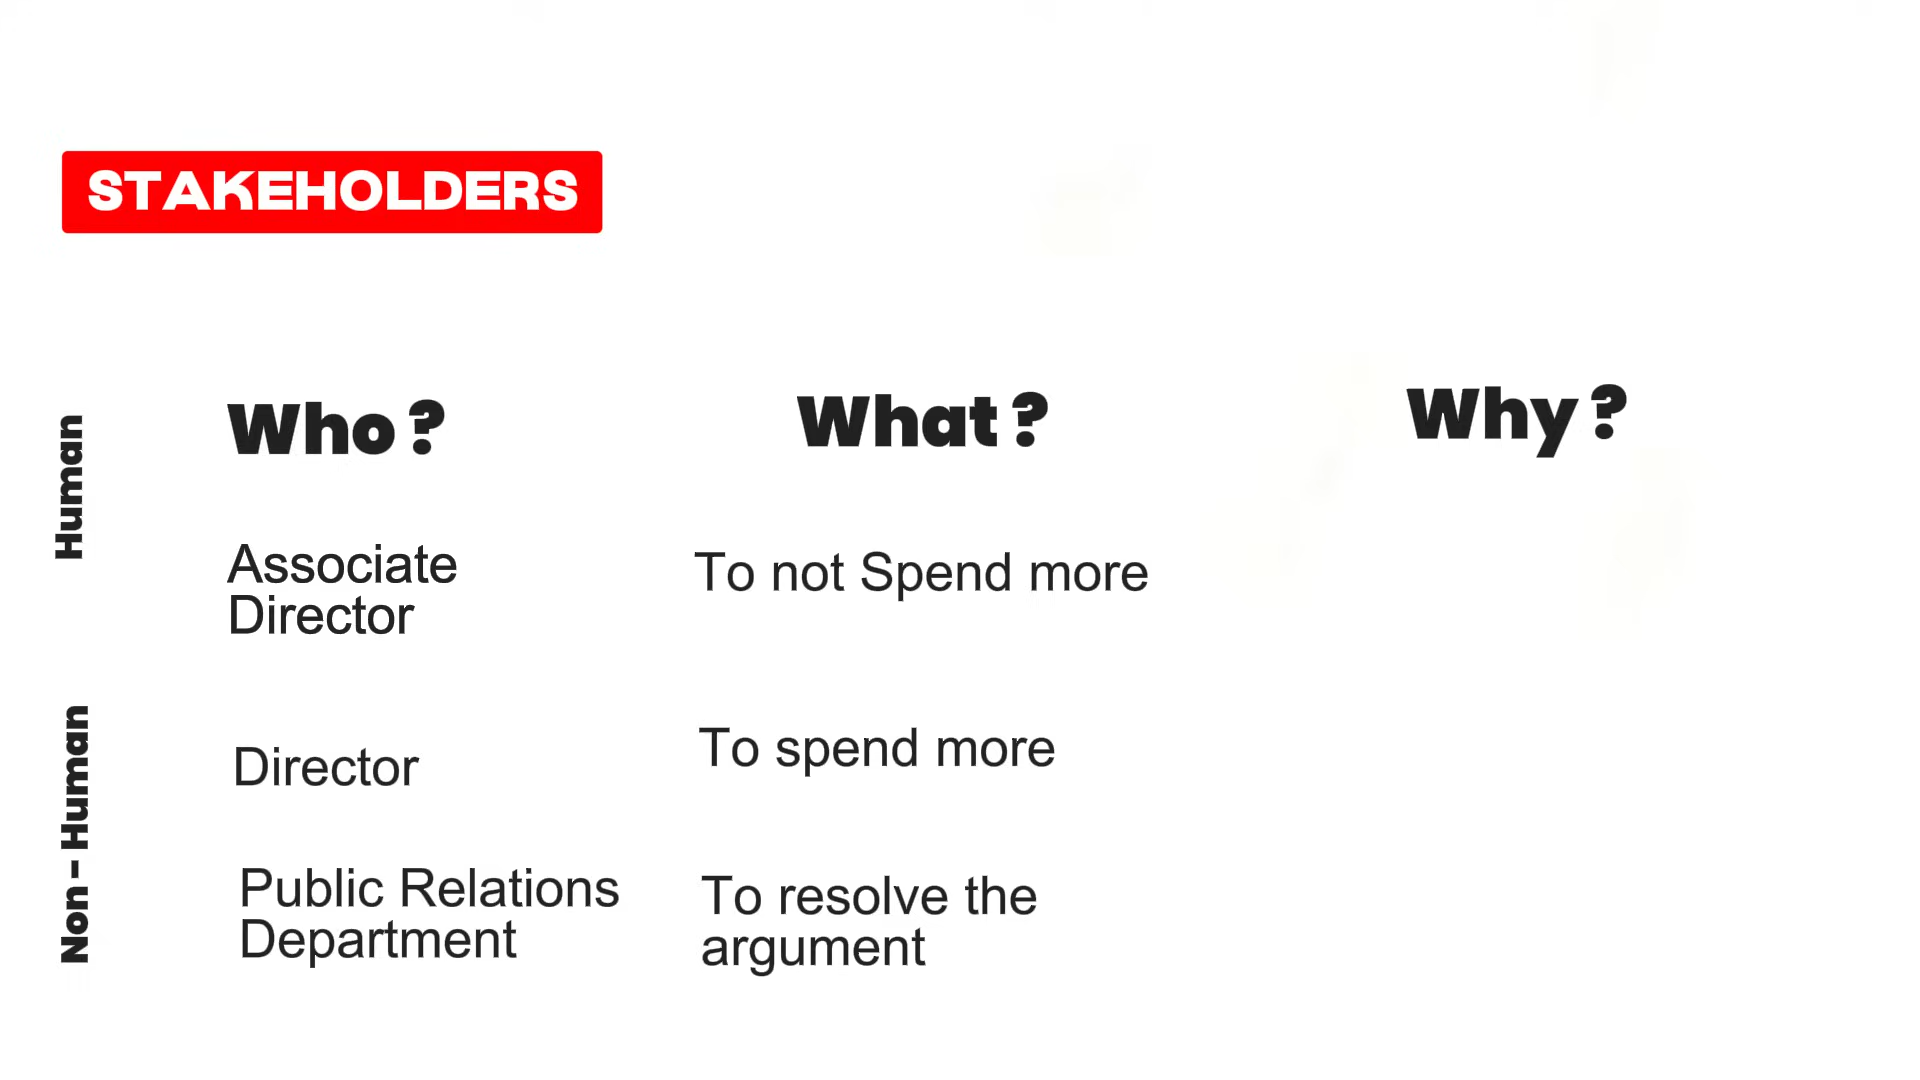 STAKEHOLDERS
Human
Who ?
What ?
Why ?
Associate
Director
To not Spend more
Non - Human
Director
To spend more
Public Relations
Department
To resolve the
argument